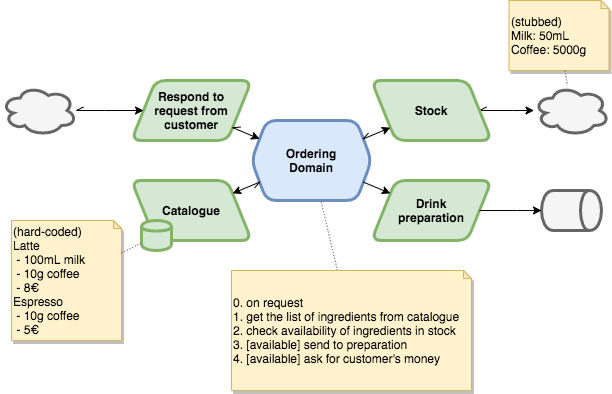 (stubbed)
Milk: 50mL
Coffee: 5000g
Respond to
request from
customer
Stock
Ordering
Domain
Catalogue
Drink
preparation
(hard-coded)
Latte
- 100mL milk
- 10g coffee
- 8€
Espresso
- 10g coffee
- 5€
0. on request
1. get the list of ingredients from catalogue
2. check availability of ingredients in stock
3. [available] send to preparation
4. [available] ask for customer's money